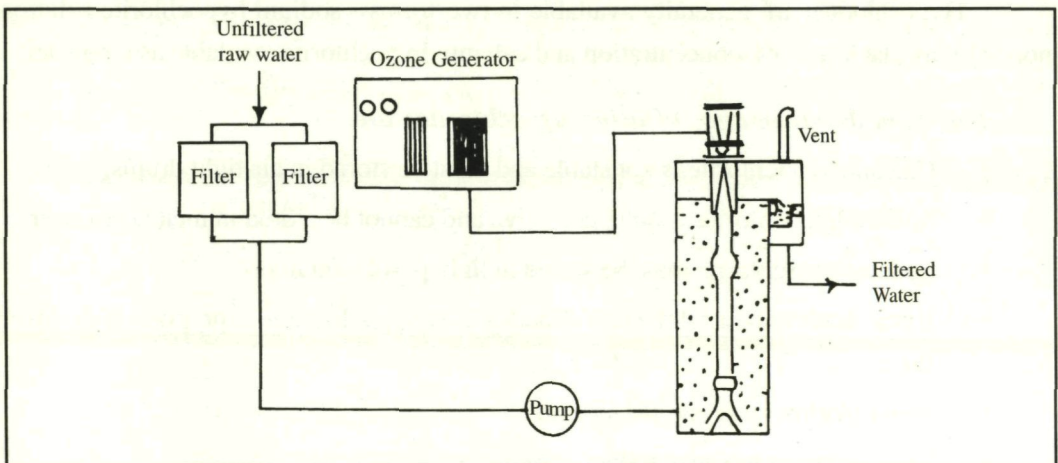 Unfiltered
raw water
Ozone Generator
Vent
Filter
Filter
Filtered
Water
Pump